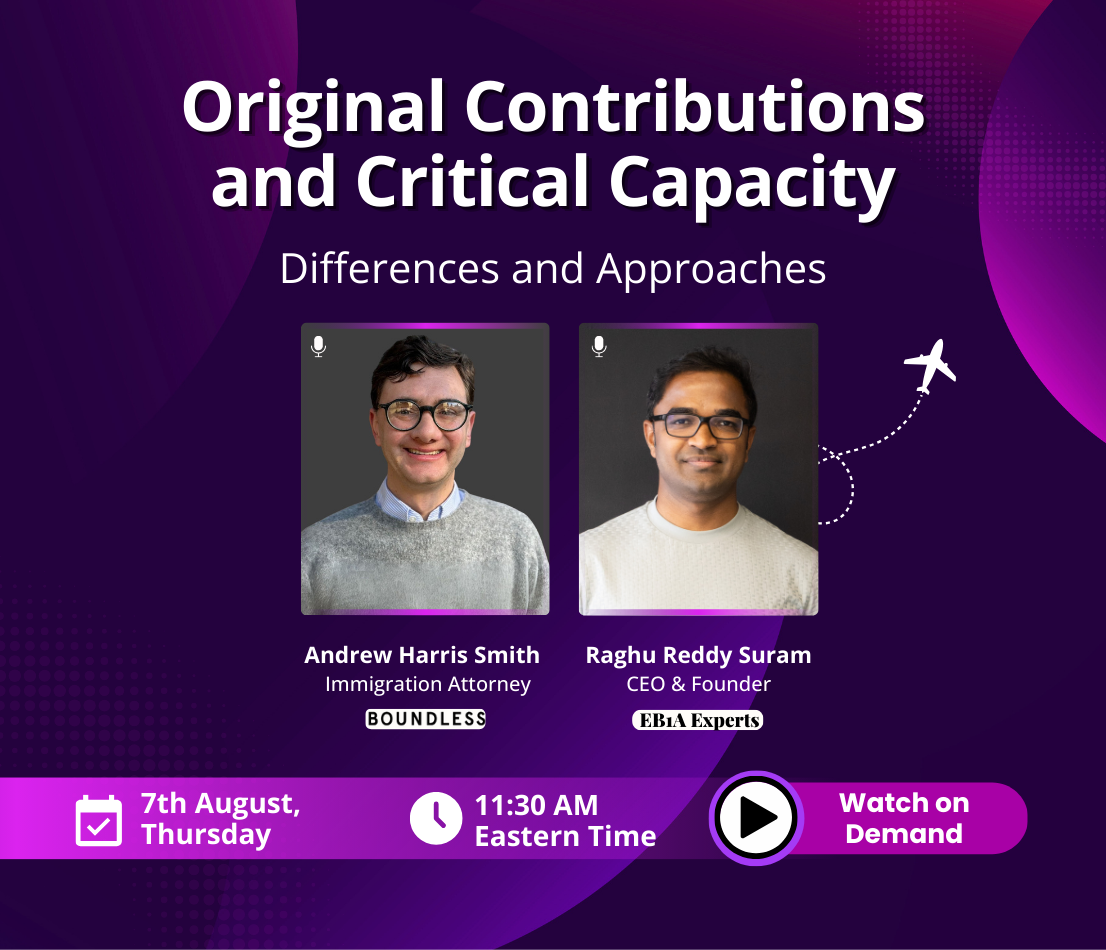 Original Contributions
and Critical Capacity
Differences and Approaches
Andrew Harris Smith
Immigration Attorney
BOUNDLESS
Raghu Reddy Suram
CEO & Founder
EB1A Experts
7th August,
Thursday
11:30 AM
Eastern Time
Watch on
Demand